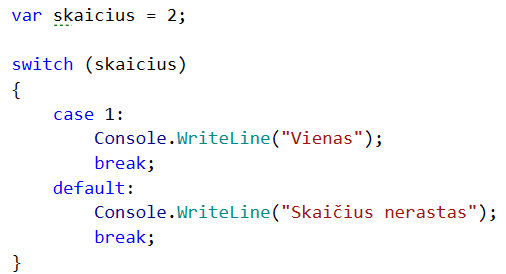 var skaicius = 2;
switch (skaicius)
{
case 1:
Console.WriteLine("Vienas");
break;
default:
Console.WriteLine("Skaičius nerastas");
break;
}